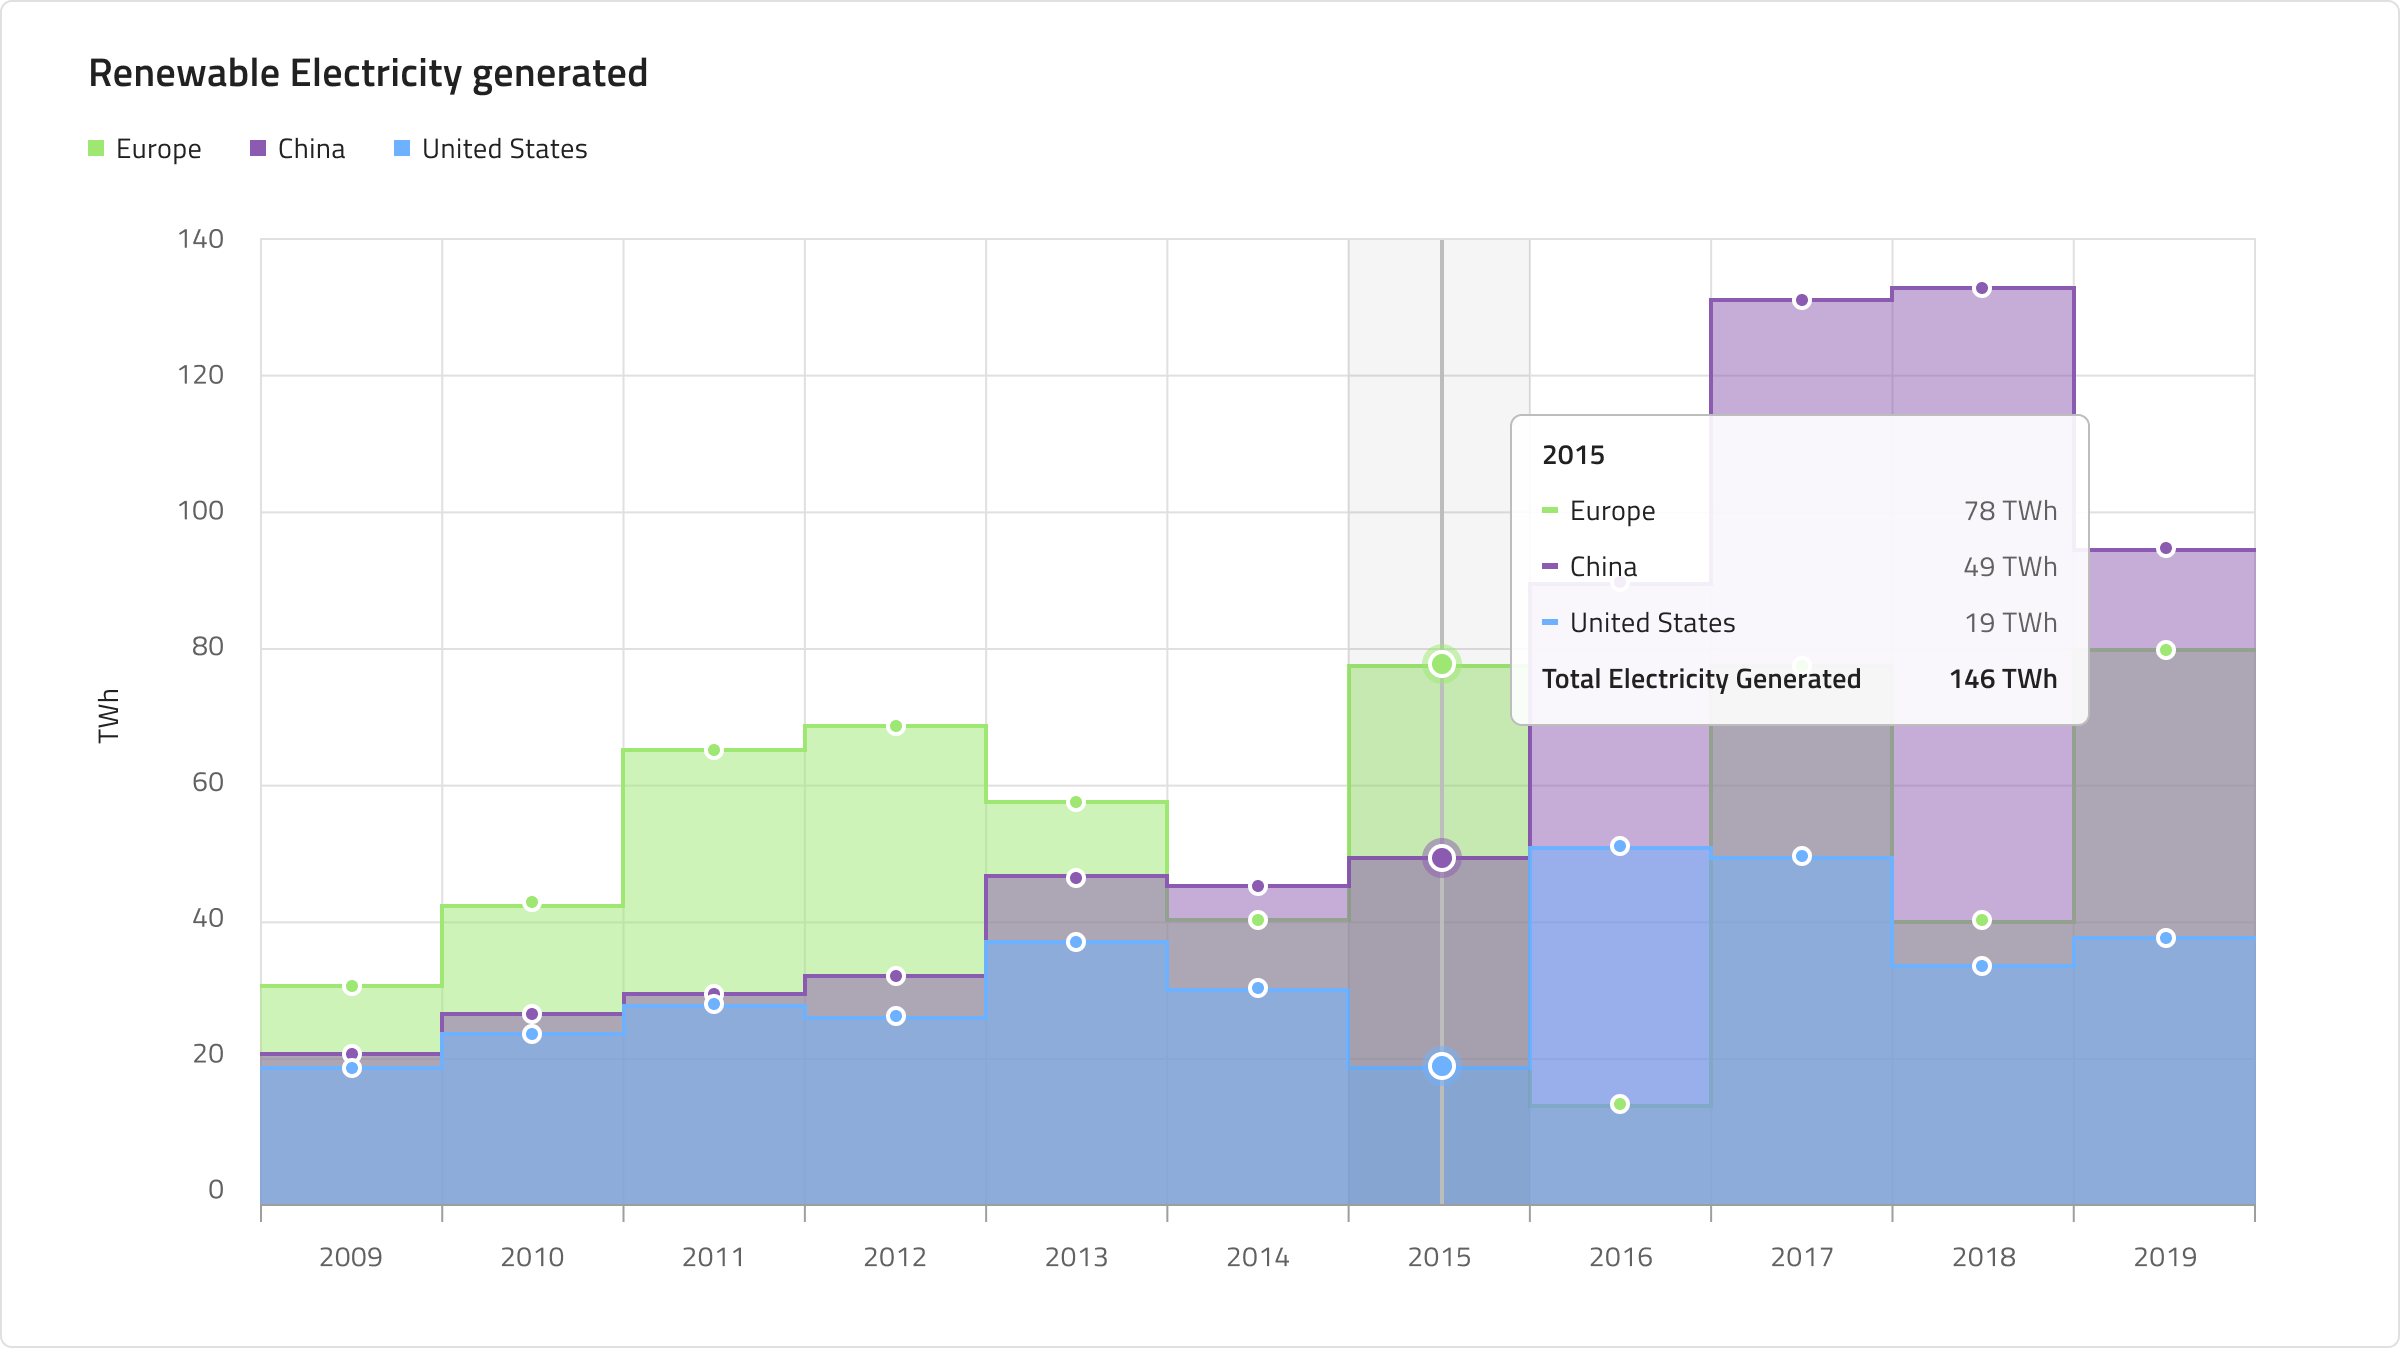 Renewable Electricity generated
Europe China United States
140
120
100
80
60
40
20
0
TWh
2015
Europe 78 TWh
China 49 TWh
United States 19 TWh
Total Electricity Generated 146 TWh
2009 2010 2011 2012 2013 2014 2015 2016 2017 2018 2019